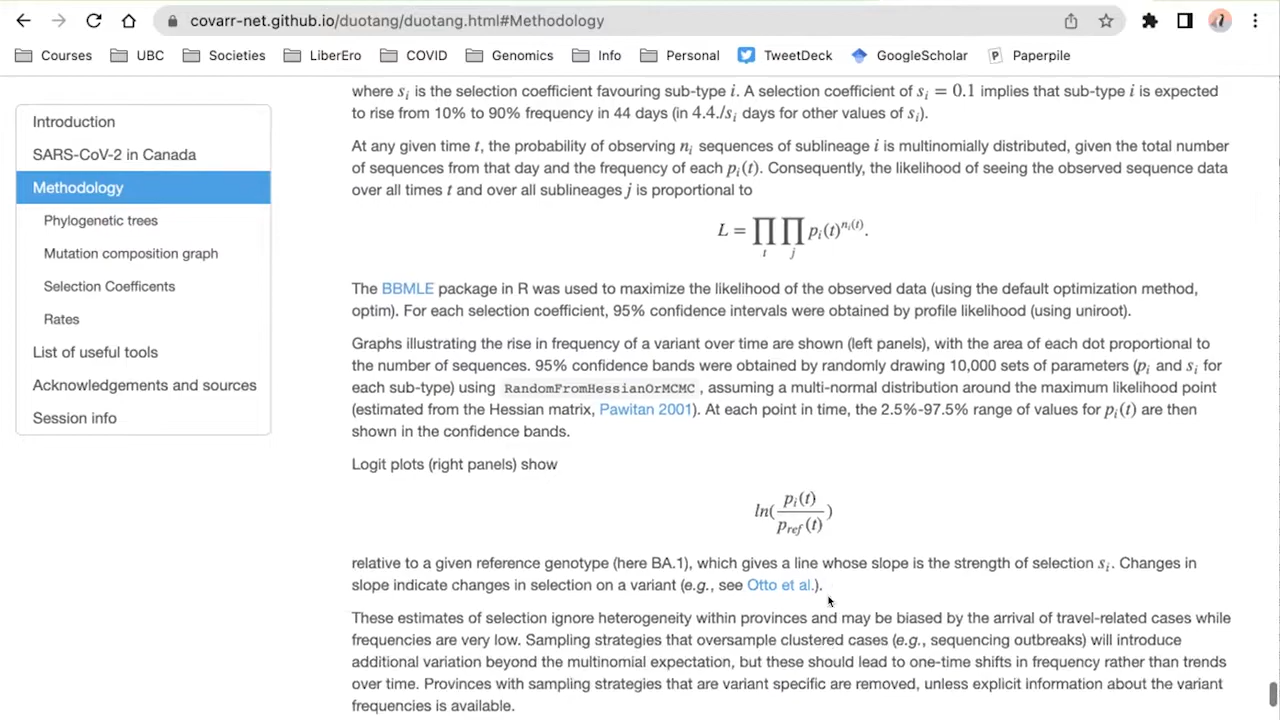 covarr-net.github.io/duotang/duotang.html#Methodology
Courses UBC Societies LiberEro COVID Genomics Info Personal TweetDeck GoogleScholar Paperpile
Introduction
SARS-CoV-2 in Canada
Methodology
Phylogenetic trees
Mutation composition graph
Selection Coefficents
Rates
List of useful tools
Acknowledgements and sources
Session info
where s_i is the selection coefficient favouring sub-type i. A selection coefficient of s_i = 0.1 implies that sub-type i is expected
to rise from 10% to 90% frequency in 44 days (in 4.4./s_i days for other values of s_i).
At any given time t, the probability of observing n_i sequences of sublineage i is multinomially distributed, given the total number
of sequences from that day and the frequency of each p_i(t). Consequently, the likelihood of seeing the observed sequence data
over all times t and over all sublineages j is proportional to
L = ∏_t ∏_j p_i(t)^{n_i(t)}.
The BBMLE package in R was used to maximize the likelihood of the observed data (using the default optimization method,
optim). For each selection coefficient, 95% confidence intervals were obtained by profile likelihood (using uniroot).
Graphs illustrating the rise in frequency of a variant over time are shown (left panels), with the area of each dot proportional to
the number of sequences. 95% confidence bands were obtained by randomly drawing 10,000 sets of parameters (p_i and s_i for
each sub-type) using RandomFromHessianOrMCMC , assuming a multi-normal distribution around the maximum likelihood point
(estimated from the Hessian matrix, Pawitan 2001). At each point in time, the 2.5%-97.5% range of values for p_i(t) are then
shown in the confidence bands.
Logit plots (right panels) show
ln(p_i(t)/p_ref(t))
relative to a given reference genotype (here BA.1), which gives a line whose slope is the strength of selection s_i. Changes in
slope indicate changes in selection on a variant (e.g., see Otto et al.).
These estimates of selection ignore heterogeneity within provinces and may be biased by the arrival of travel-related cases while
frequencies are very low. Sampling strategies that oversample clustered cases (e.g., sequencing outbreaks) will introduce
additional variation beyond the multinomial expectation, but these should lead to one-time shifts in frequency rather than trends
over time. Provinces with sampling strategies that are variant specific are removed, unless explicit information about the variant
frequencies is available.